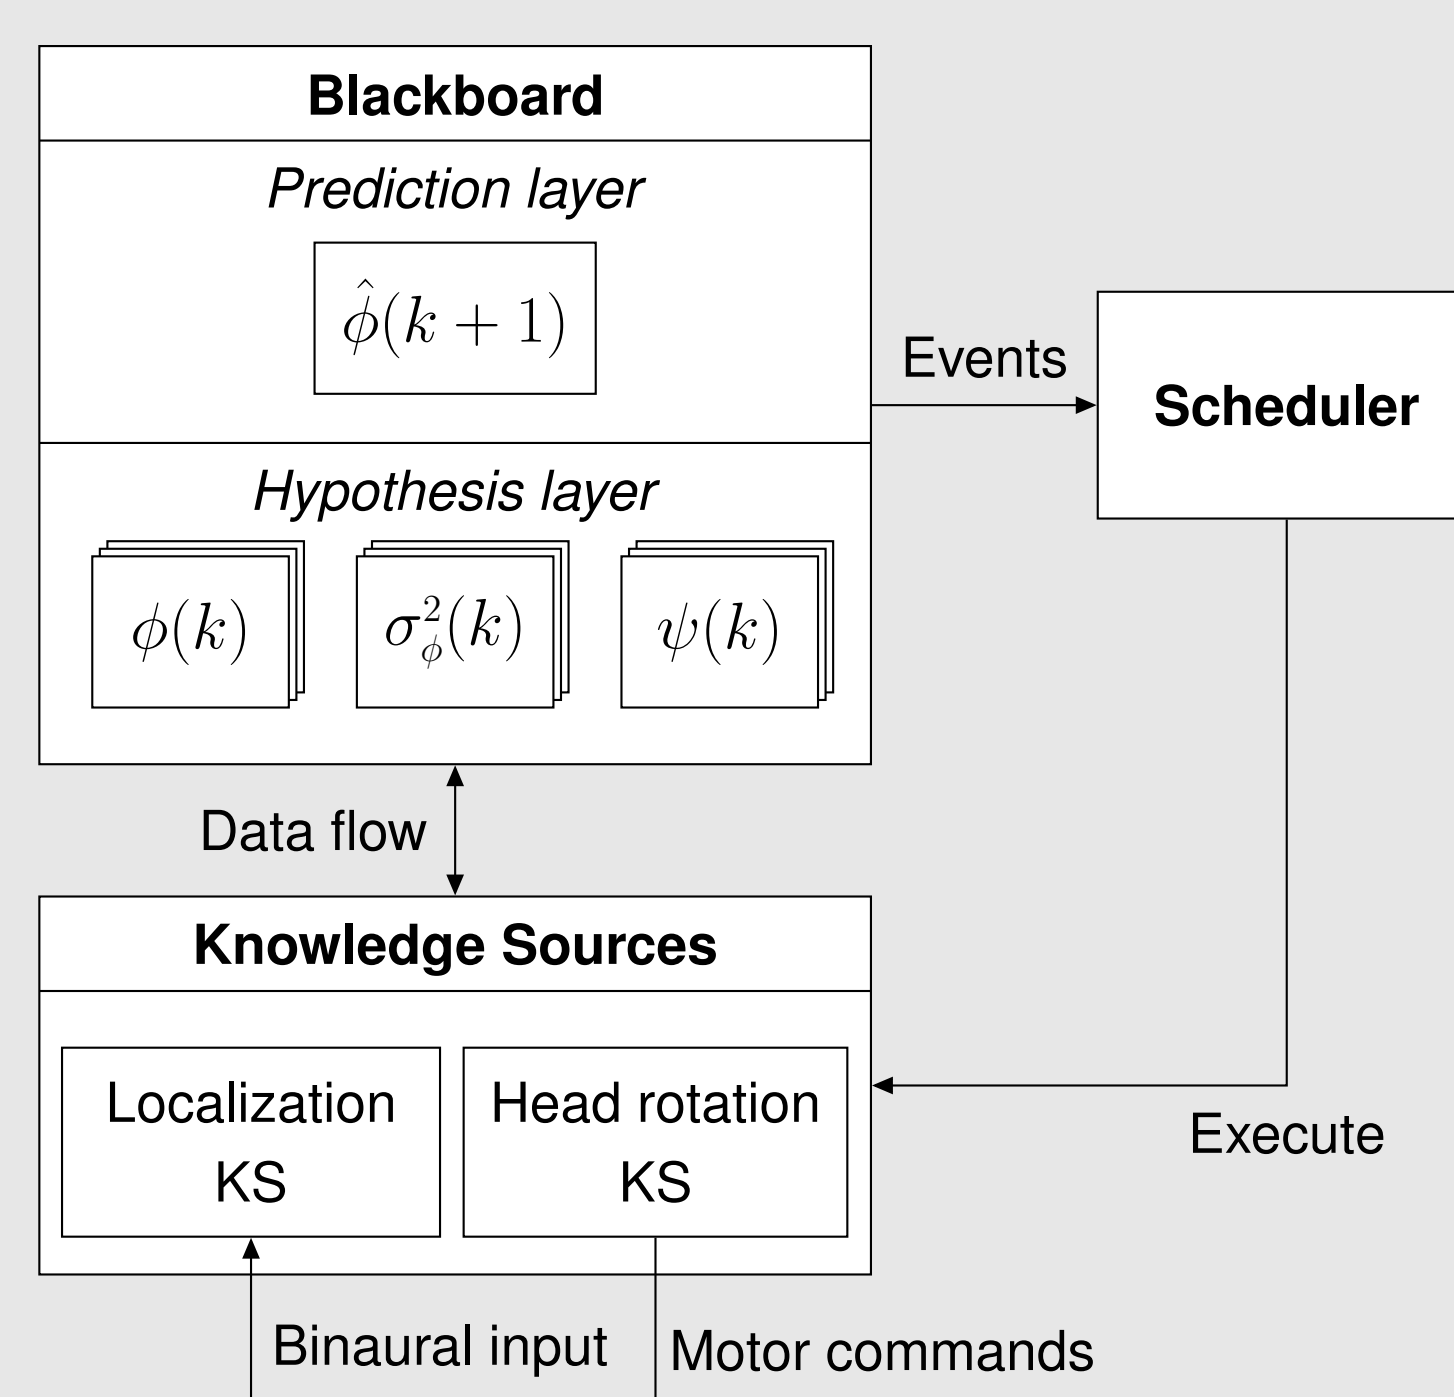 Blackboard
Prediction layer
ϕ̂(k + 1)
Events
Scheduler
Hypothesis layer
ϕ(k)
σ²_ϕ(k)
ψ(k)
Data flow
Knowledge Sources
Localization
KS
Head rotation
KS
Execute
Binaural input
Motor commands